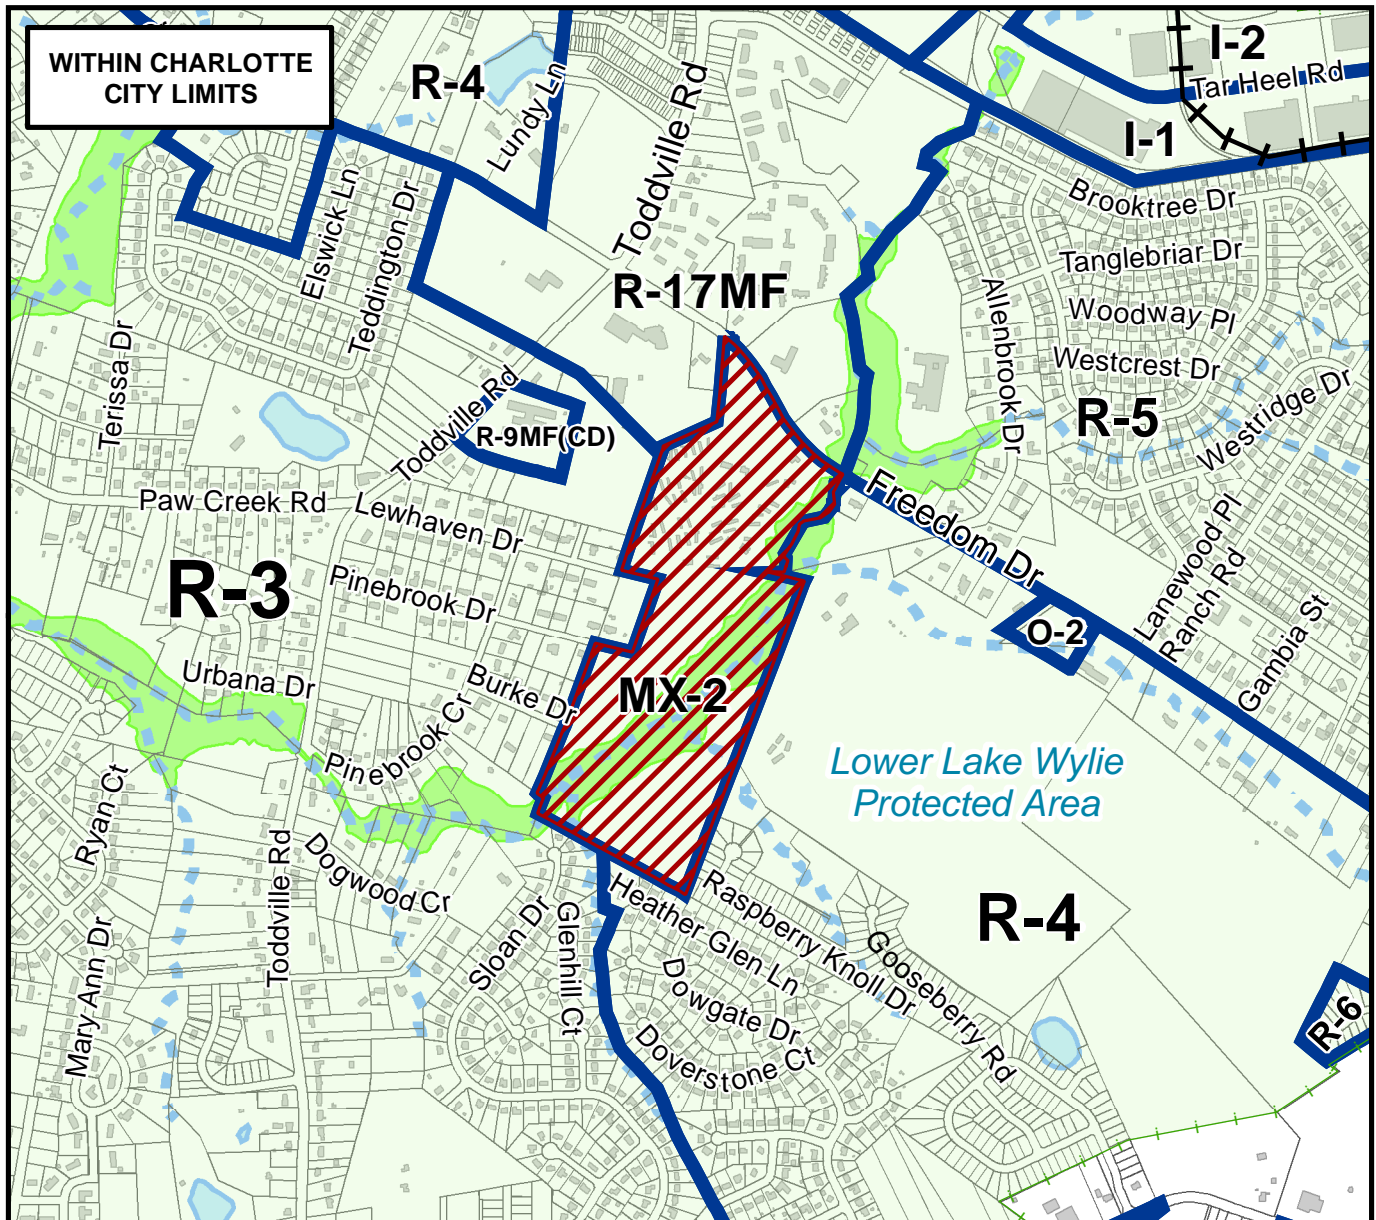 WITHIN CHARLOTTE
CITY LIMITS
R-4
Lundy Ln
Toddville Rd
I-2
Tar Heel Rd
I-1
Brooktree Dr
Elswick Ln
Teddington Dr
Tanglebriar Dr
R-17MF
Allenbrook Dr
Woodway Pl
Terissa Dr
Westcrest Dr
Westridge Dr
Toddville Rd
R-9MF(CD)
R-5
Paw Creek Rd
Lewhaven Dr
Freedom Dr
Lanewood Pl
Ranch Rd
R-3
Pinebrook Dr
O-2
Gambia St
Urbana Dr
Burke Dr
MX-2
Pinebrook Cr
Lower Lake Wylie
Protected Area
Ryan Ct
Toddville Rd
Dogwood Cr
Heather Glen Ln
Raspberry Knoll Dr
R-4
Sloan Dr
Glenhill Ct
Gooseberry Rd
Mary Ann Dr
Dowgate Dr
Doverstone Ct
R-6